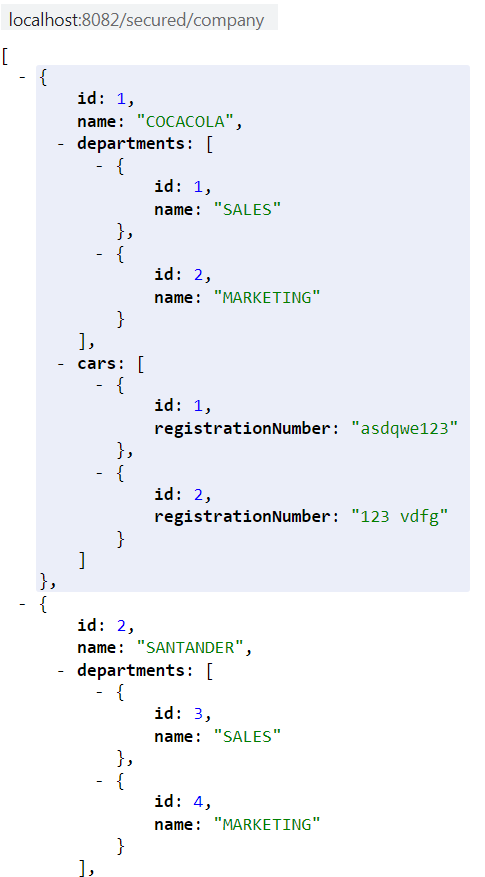 localhost:8082/secured/company
[
- {
id: 1,
name: "COCACOLA",
- departments: [
- {
id: 1,
name: "SALES"
},
- {
id: 2,
name: "MARKETING"
}
],
- cars: [
- {
id: 1,
registrationNumber: "asdqwe123"
},
- {
id: 2,
registrationNumber: "123 vdfg"
}
]
},
- {
id: 2,
name: "SANTANDER",
- departments: [
- {
id: 3,
name: "SALES"
},
- {
id: 4,
name: "MARKETING"
}
],